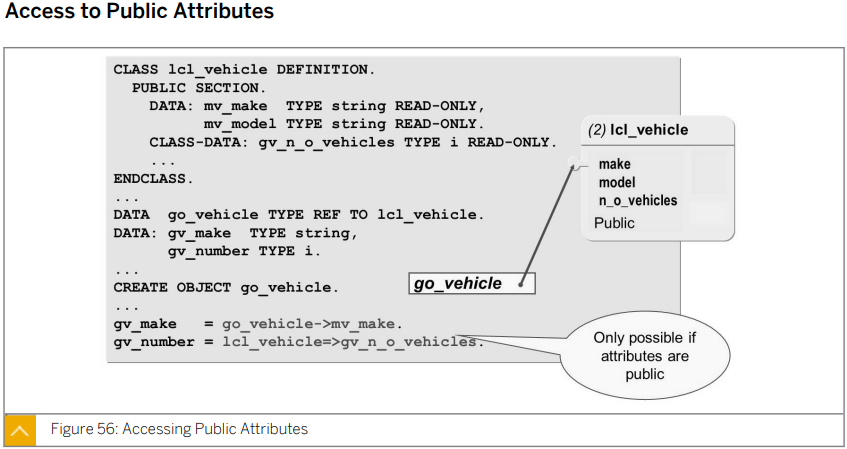 Access to Public Attributes
CLASS lcl_vehicle DEFINITION.
PUBLIC SECTION.
DATA: mv_make TYPE string READ-ONLY,
mv_model TYPE string READ-ONLY.
CLASS-DATA: gv_n_o_vehicles TYPE i READ-ONLY.
...
ENDCLASS.
...
DATA go_vehicle TYPE REF TO lcl_vehicle.
DATA: gv_make TYPE string,
gv_number TYPE i.
...
CREATE OBJECT go_vehicle.
...
gv_make = go_vehicle->mv_make.
gv_number = lcl_vehicle=>gv_n_o_vehicles.
go_vehicle
(2) lcl_vehicle
make
model
n_o_vehicles
Public
Only possible if
attributes are
public
Figure 56: Accessing Public Attributes